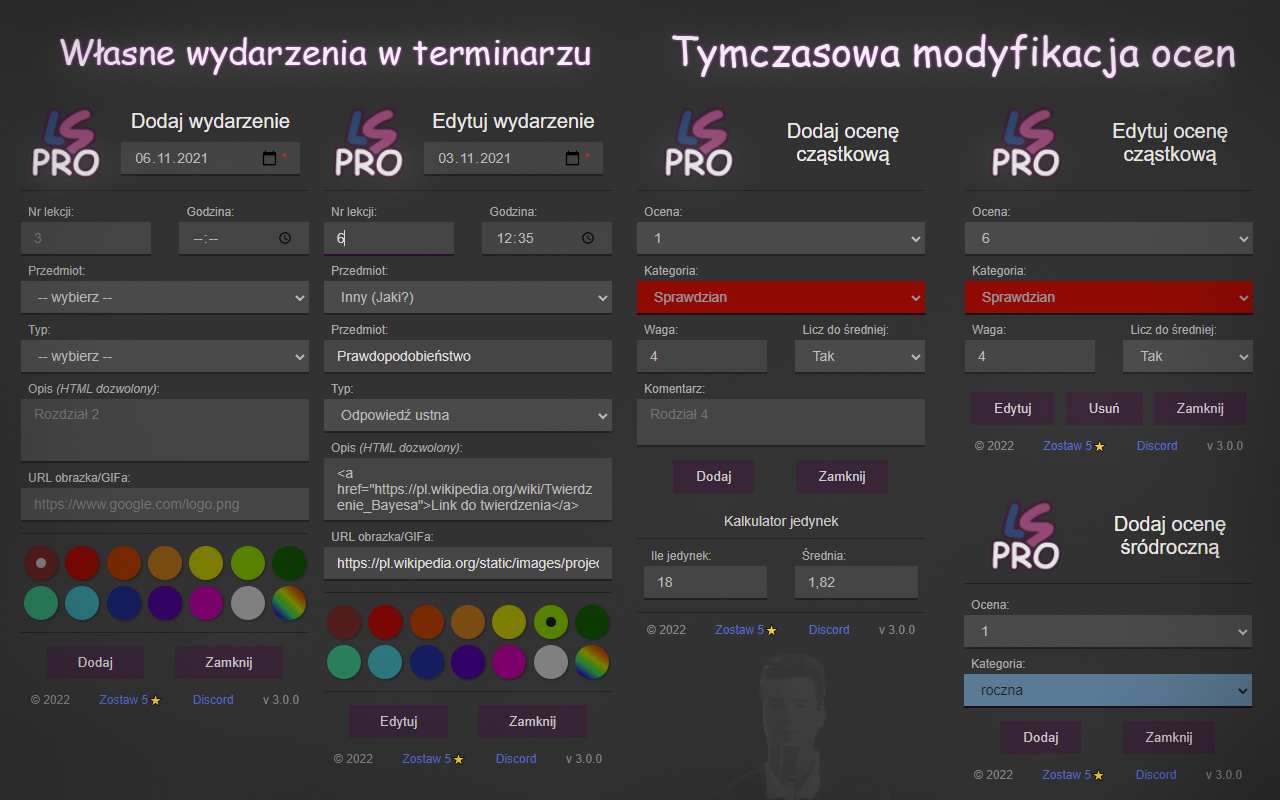 Własne wydarzenia w terminarzu
LS
PRO
Dodaj wydarzenie
06.11.2021 *
Nr lekcji:
Godzina:
3
--:--
Przedmiot:
-- wybierz --
Typ:
-- wybierz --
Opis (HTML dozwolony):
Rozdział 2
URL obrazka/GIFa:
https://www.google.com/logo.png
Dodaj
Zamknij
© 2022
Zostaw 5
Discord
v 3.0.0
LS
PRO
Edytuj wydarzenie
03.11.2021 *
Nr lekcji:
Godzina:
6
12:35
Przedmiot:
Inny (Jaki?)
Przedmiot:
Prawdopodobieństwo
Typ:
Odpowiedź ustna
Opis (HTML dozwolony):
<a
href="https://pl.wikipedia.org/wiki/Twierdz
enie_Bayesa">Link do twierdzenia</a>
URL obrazka/GIFa:
https://pl.wikipedia.org/static/images/projec
Edytuj
Zamknij
© 2022
Zostaw 5
Discord
v 3.0.0
Tymczasowa modyfikacja ocen
LS
PRO
Dodaj ocenę
cząstkową
Ocena:
1
Kategoria:
Sprawdzian
Waga:
Licz do średniej:
4
Tak
Komentarz:
Rodział 4
Dodaj
Zamknij
Kalkulator jedynek
Ile jedynek:
Średnia:
18
1,82
© 2022
Zostaw 5
Discord
v 3.0.0
LS
PRO
Edytuj ocenę
cząstkową
Ocena:
6
Kategoria:
Sprawdzian
Waga:
Licz do średniej:
4
Tak
Edytuj
Usuń
Zamknij
© 2022
Zostaw 5
Discord
v 3.0.0
LS
PRO
Dodaj ocenę
śródroczną
Ocena:
1
Kategoria:
roczna
Dodaj
Zamknij
© 2022
Zostaw 5
Discord
v 3.0.0